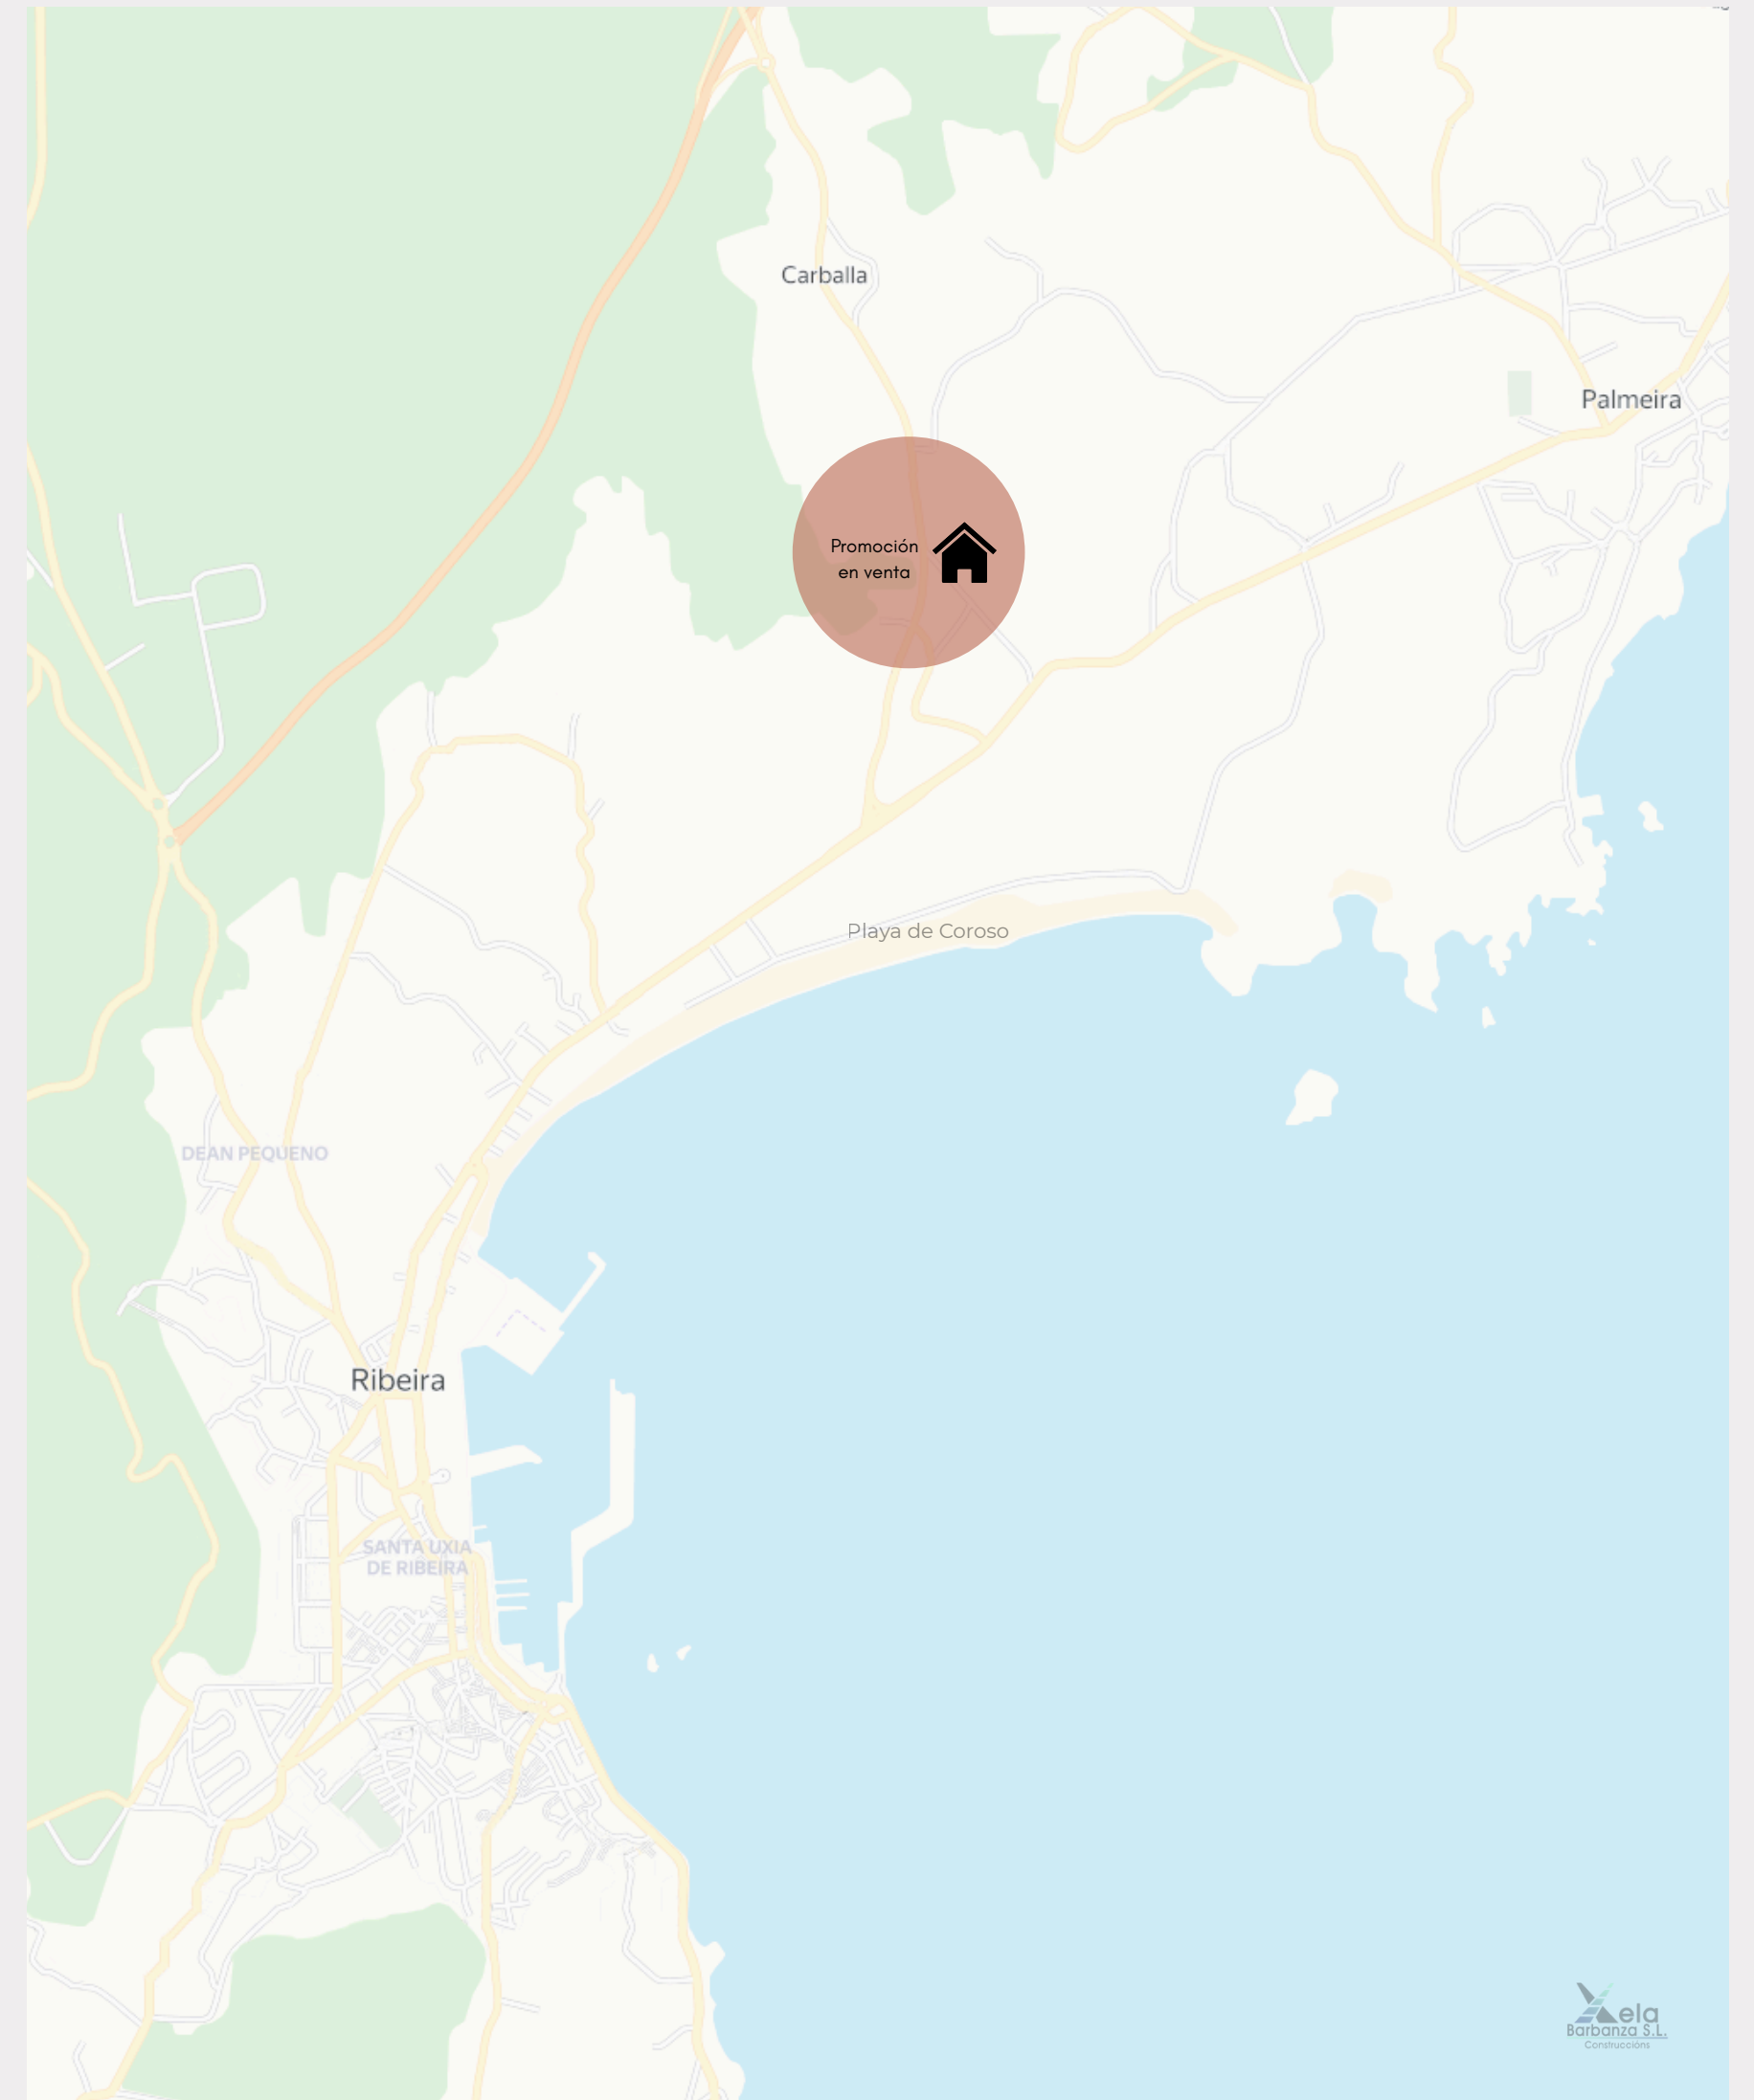 Carballa
Palmeira
Promoción
en venta
Playa de Coroso
DEAN PEQUENO
Ribeira
SANTA UXIA
DE RIBEIRA
Xela
Barbanza S.L.
Construccións